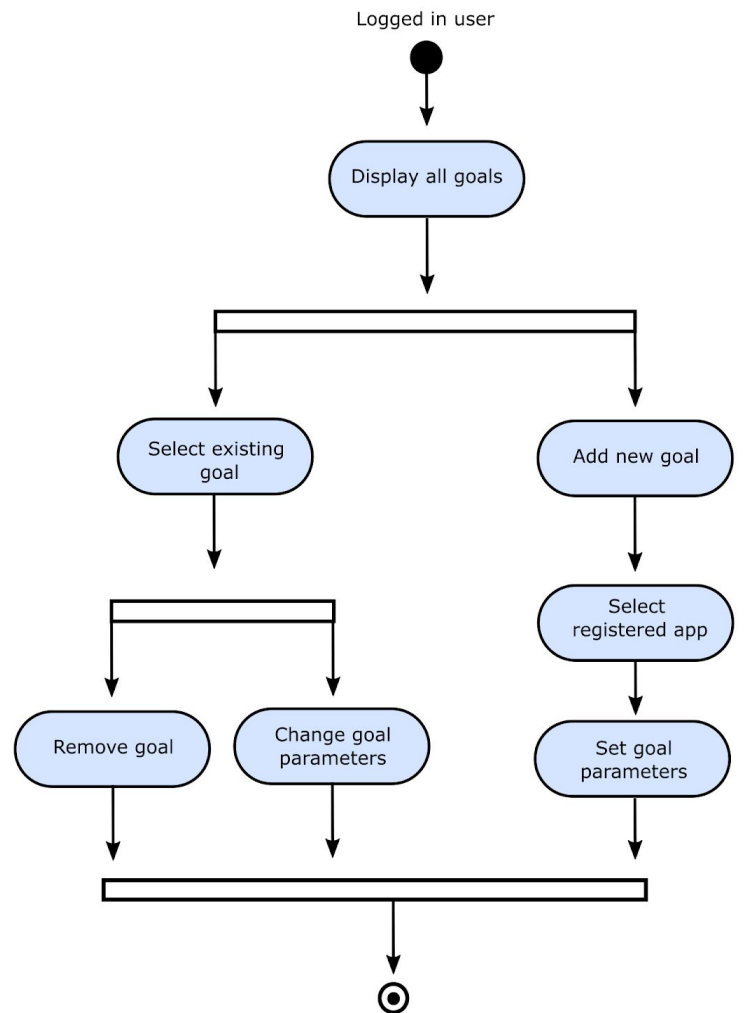 Logged in user
Display all goals
Select existing
goal
Add new goal
Select
registered app
Remove goal
Change goal
parameters
Set goal
parameters